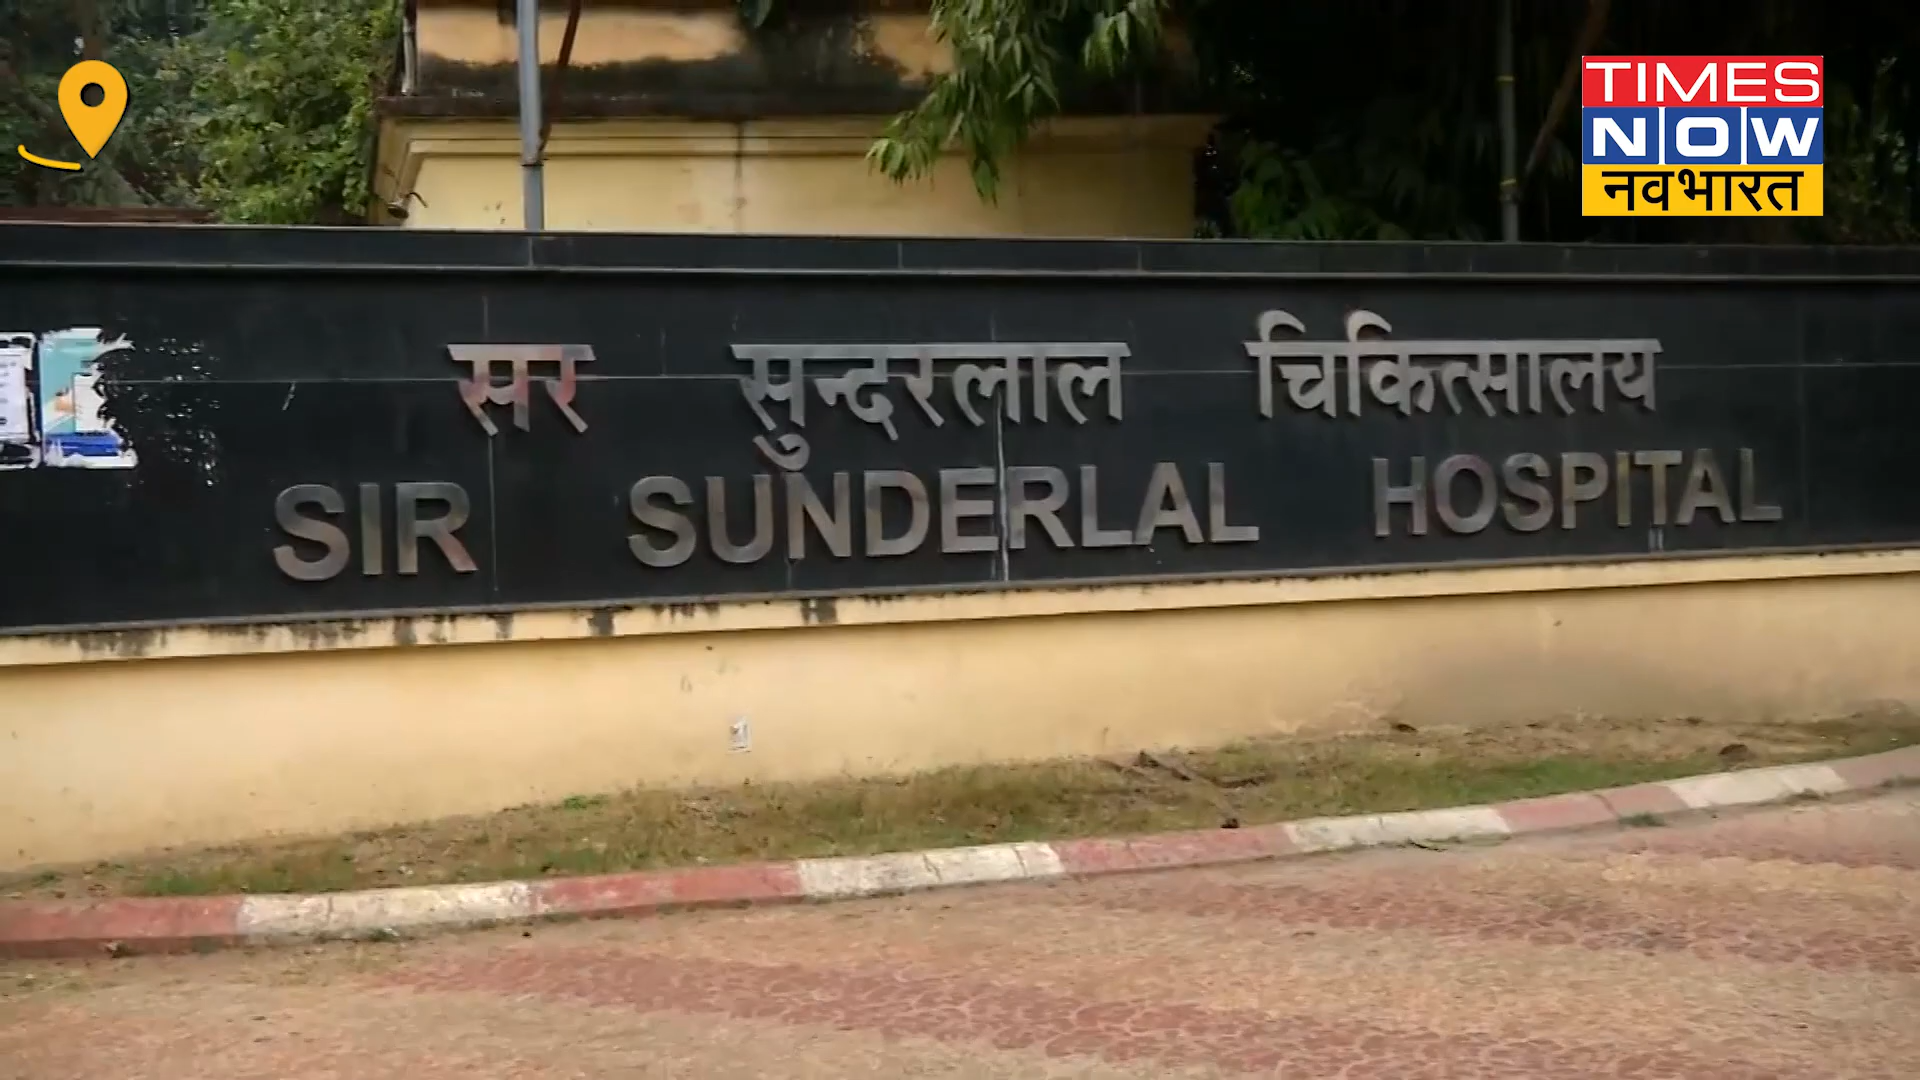 TIMES
NOW
नवभारत
सर सुन्दरलाल चिकित्सालय
SIR SUNDERLAL HOSPITAL